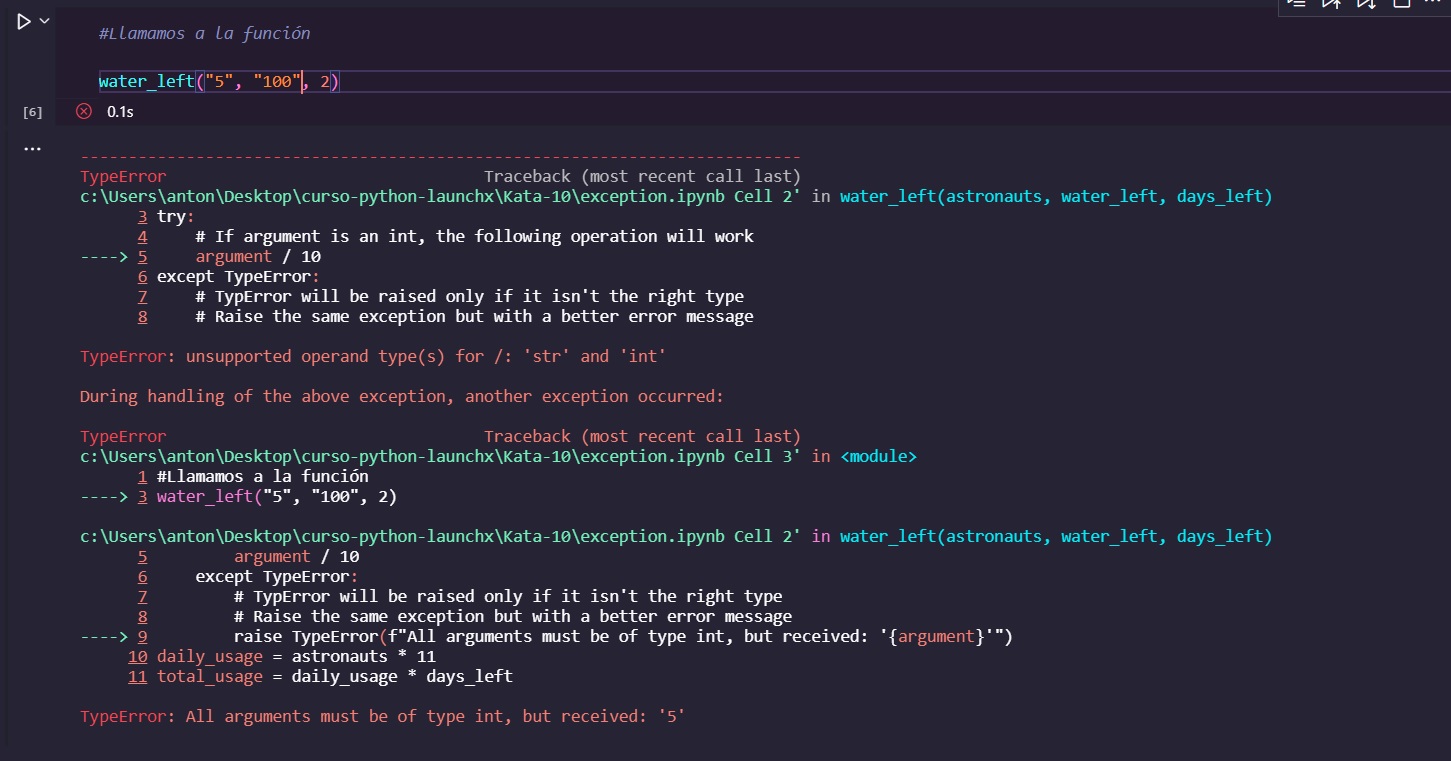 #Llamamos a la función
water_left("5", "100", 2)
[6] 0.1s
...
---------------------------------------------------------------------------
TypeError                                 Traceback (most recent call last)
c:\Users\anton\Desktop\curso-python-launchx\Kata-10\exception.ipynb Cell 2' in water_left(astronauts, water_left, days_left)
      3 try:
      4     # If argument is an int, the following operation will work
----> 5     argument / 10
      6 except TypeError:
      7     # TypError will be raised only if it isn't the right type
      8     # Raise the same exception but with a better error message
TypeError: unsupported operand type(s) for /: 'str' and 'int'
During handling of the above exception, another exception occurred:
TypeError                                 Traceback (most recent call last)
c:\Users\anton\Desktop\curso-python-launchx\Kata-10\exception.ipynb Cell 3' in <module>
      1 #Llamamos a la función
----> 3 water_left("5", "100", 2)
c:\Users\anton\Desktop\curso-python-launchx\Kata-10\exception.ipynb Cell 2' in water_left(astronauts, water_left, days_left)
      5         argument / 10
      6     except TypeError:
      7         # TypError will be raised only if it isn't the right type
      8         # Raise the same exception but with a better error message
----> 9         raise TypeError(f"All arguments must be of type int, but received: '{argument}'")
     10 daily_usage = astronauts * 11
     11 total_usage = daily_usage * days_left
TypeError: All arguments must be of type int, but received: '5'